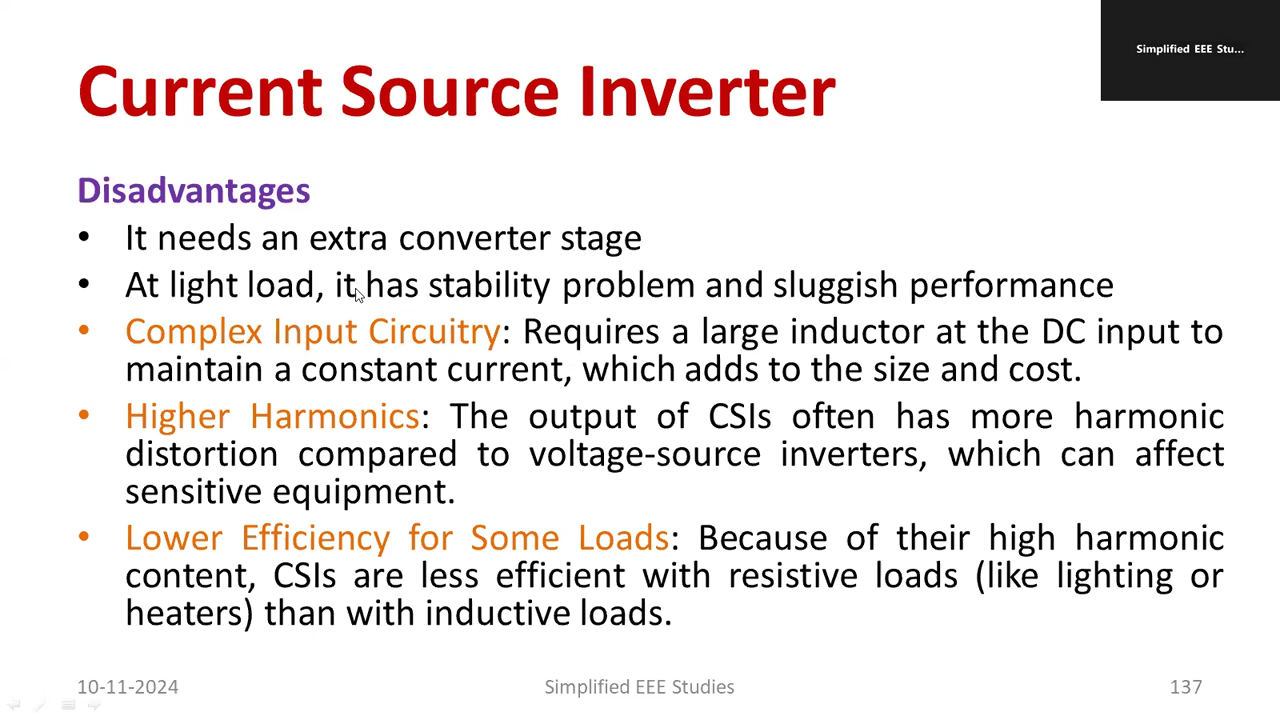 Simplified EEE Stu...
Current Source Inverter
Disadvantages
• It needs an extra converter stage
• At light load, it has stability problem and sluggish performance
• Complex Input Circuitry: Requires a large inductor at the DC input to
maintain a constant current, which adds to the size and cost.
• Higher Harmonics: The output of CSIs often has more harmonic
distortion compared to voltage-source inverters, which can affect
sensitive equipment.
• Lower Efficiency for Some Loads: Because of their high harmonic
content, CSIs are less efficient with resistive loads (like lighting or
heaters) than with inductive loads.
10-11-2024
Simplified EEE Studies
137